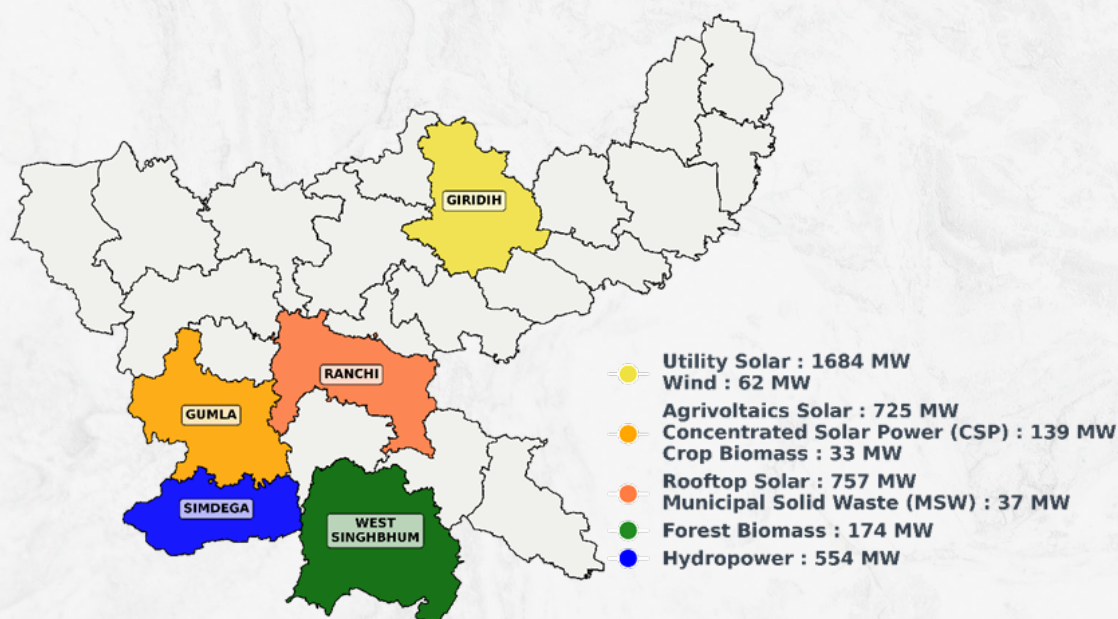 GIRIDIH
RANCHI
GUMLA
SIMDEGA
WEST
SINGHBHUM
Utility Solar : 1684 MW
Wind : 62 MW
Agrivoltaics Solar : 725 MW
Concentrated Solar Power (CSP) : 139 MW
Crop Biomass : 33 MW
Rooftop Solar : 757 MW
Municipal Solid Waste (MSW) : 37 MW
Forest Biomass : 174 MW
Hydropower : 554 MW